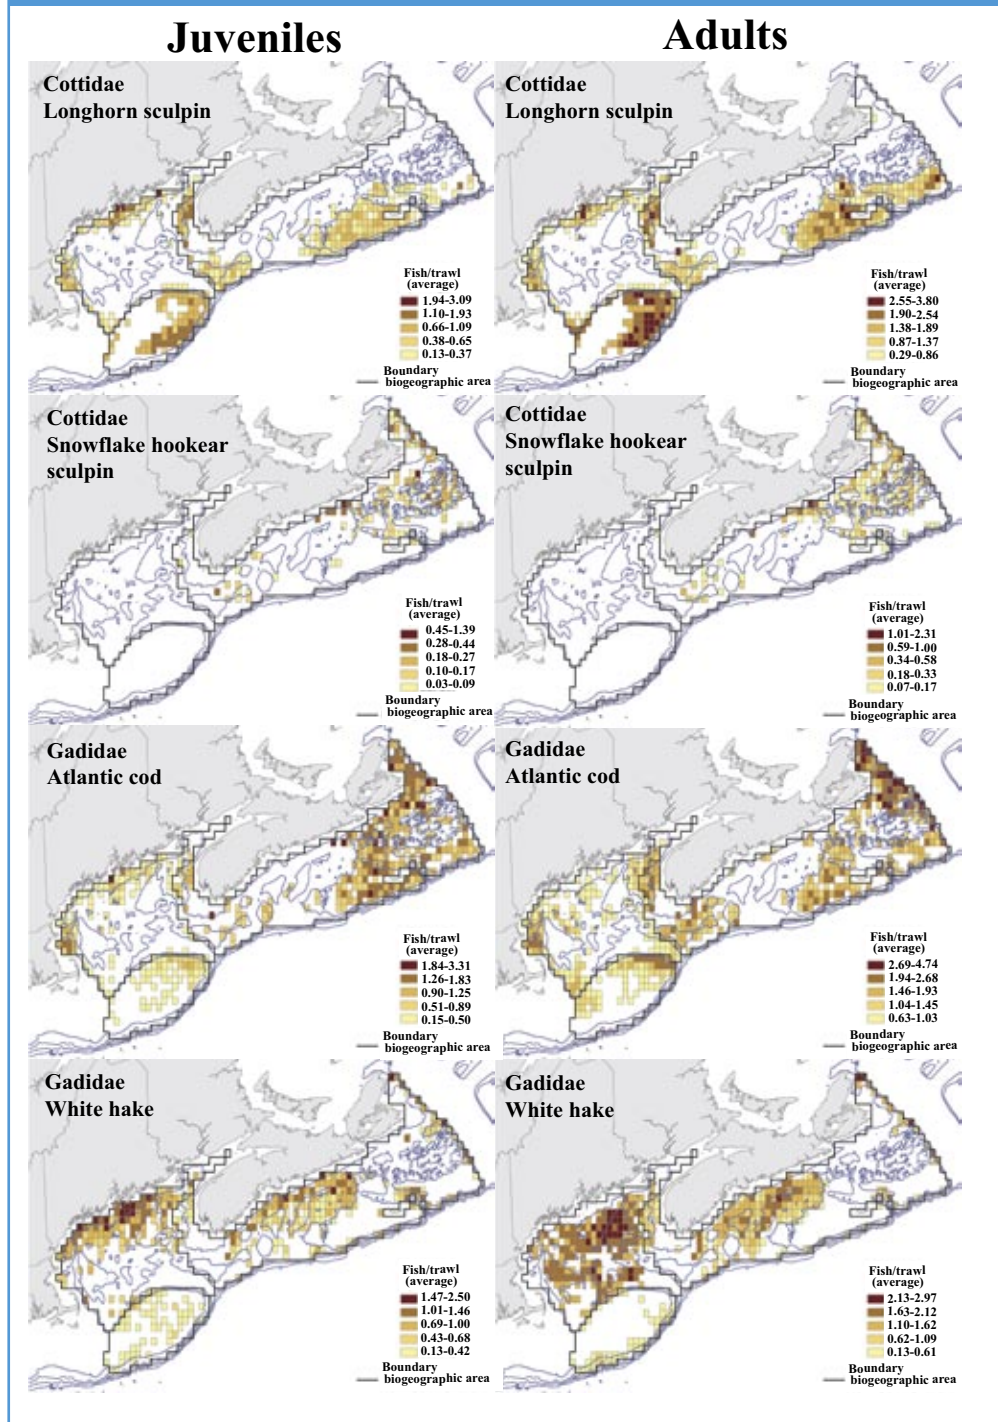 Juveniles
Adults
Cottidae
Longhorn sculpin
Fish/trawl
(average)
1.94-3.09
1.10-1.93
0.66-1.09
0.38-0.65
0.13-0.37
Boundary
biogeographic area
Cottidae
Longhorn sculpin
Fish/trawl
(average)
2.55-3.80
1.90-2.54
1.38-1.89
0.87-1.37
0.29-0.86
Boundary
biogeographic area
Cottidae
Snowflake hookear
sculpin
Fish/trawl
(average)
0.45-1.39
0.28-0.44
0.18-0.27
0.10-0.17
0.03-0.09
Boundary
biogeographic area
Cottidae
Snowflake hookear
sculpin
Fish/trawl
(average)
1.01-2.31
0.59-1.00
0.34-0.58
0.18-0.33
0.07-0.17
Boundary
biogeographic area
Gadidae
Atlantic cod
Fish/trawl
(average)
1.84-3.31
1.26-1.83
0.90-1.25
0.51-0.89
0.15-0.50
Boundary
biogeographic area
Gadidae
Atlantic cod
Fish/trawl
(average)
2.69-4.74
1.94-2.68
1.46-1.93
1.04-1.45
0.63-1.03
Boundary
biogeographic area
Gadidae
White hake
Fish/trawl
(average)
1.47-2.50
1.01-1.46
0.69-1.00
0.43-0.68
0.13-0.42
Boundary
biogeographic area
Gadidae
White hake
Fish/trawl
(average)
2.13-2.97
1.63-2.12
1.10-1.62
0.62-1.09
0.13-0.61
Boundary
biogeographic area